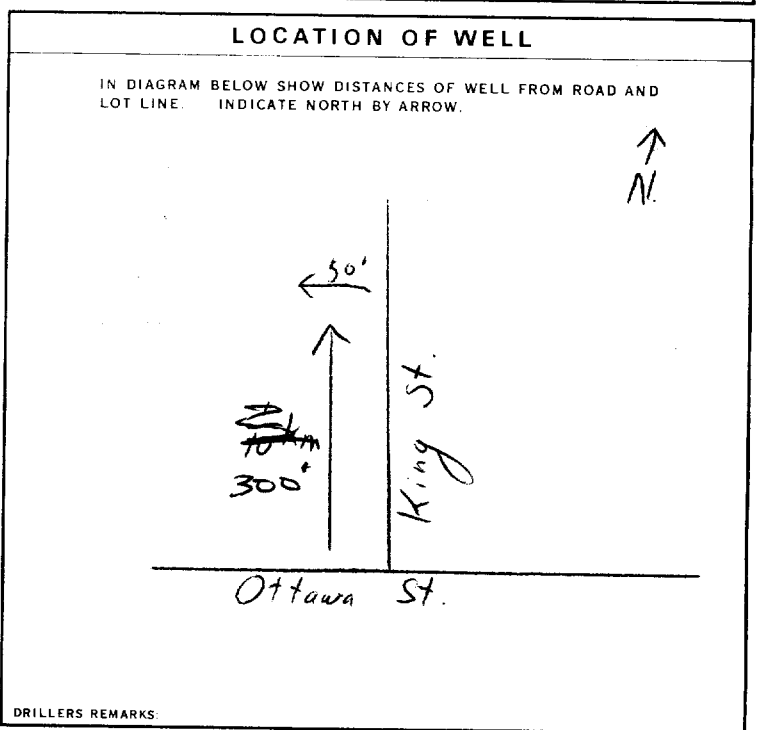 LOCATION OF WELL
IN DIAGRAM BELOW SHOW DISTANCES OF WELL FROM ROAD AND
LOT LINE. INDICATE NORTH BY ARROW.
N.
50'
km
300'
King St.
Ottawa St.
DRILLERS REMARKS: